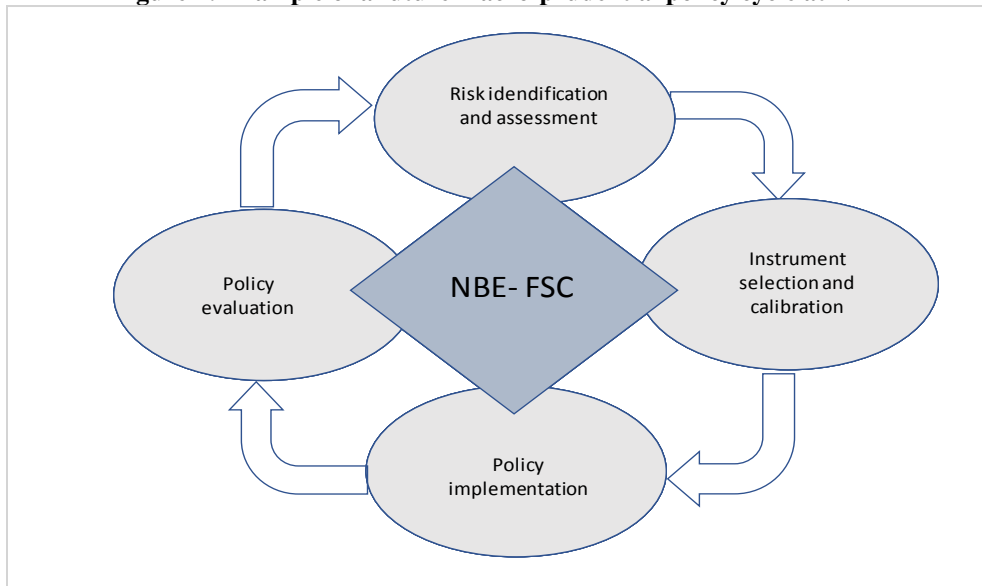 Risk idendification
and assessment
Instrument
selection and
calibration
NBE- FSC
Policy
evaluation
Policy
implementation